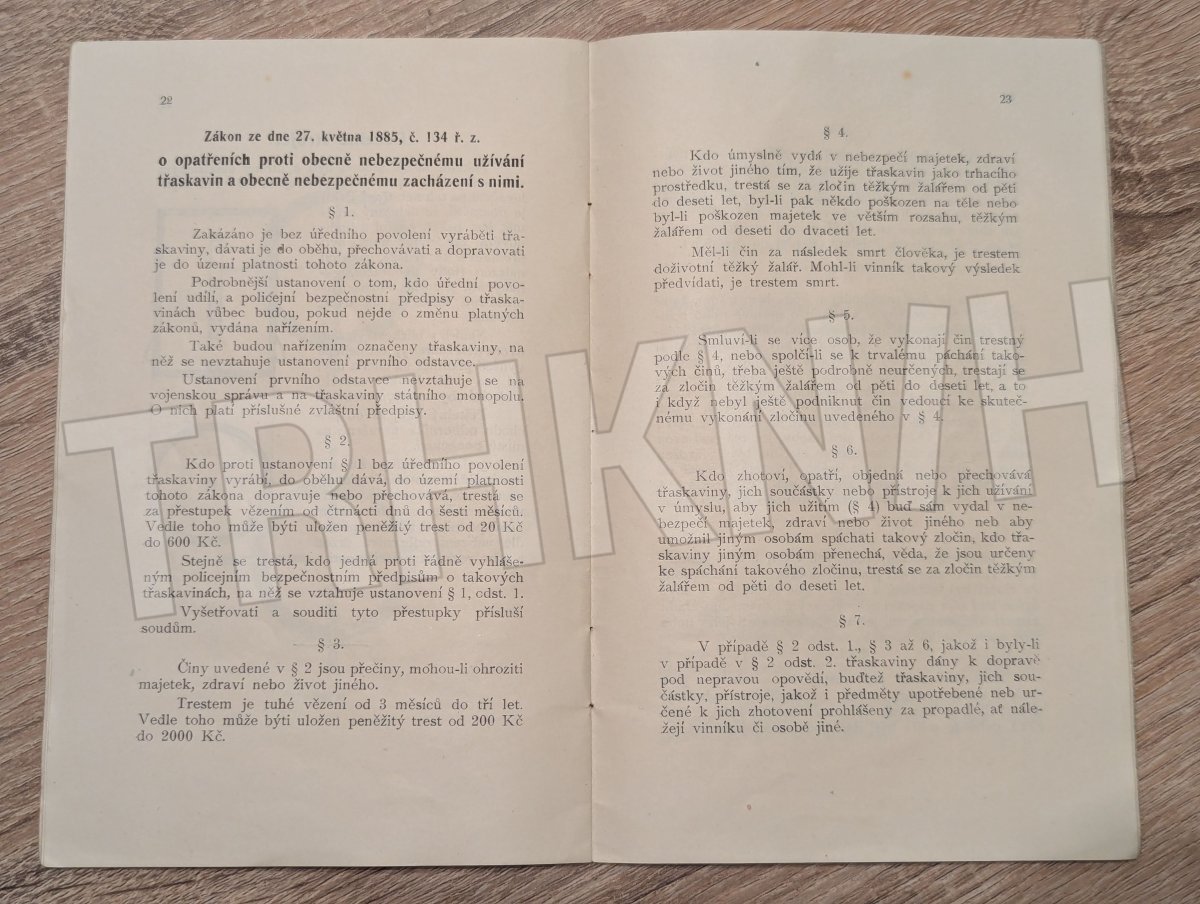 22
Zákon ze dne 27. května 1885, č. 134 ř. z.
o opatřeních proti obecně nebezpečnému užívání
třaskavin a obecně nebezpečnému zacházení s nimi.
§ 1.
Zakázáno je bez úředního povolení vyráběti třa-
skaviny, dávati je do oběhu, přechovávati a dopravovati
je do území platnosti tohoto zákona.
Podrobnější ustanovení o tom, kdo úřední povo-
lení udílí, a policejní bezpečnostní předpisy o třaska-
vinách vůbec budou, pokud nejde o změnu platných
zákonů, vydána nařízením.
Také budou nařízením označeny třaskaviny, na
něž se nevztahuje ustanovení prvního odstavce.
Ustanovení prvního odstavce nevztahuje se na
vojenskou správu a na třaskaviny státního monopolu.
O nich platí příslušné zvláštní předpisy.
§ 2.
Kdo proti ustanovení § 1 bez úředního povolení
třaskaviny vyrábí, do oběhu dává, do území platnosti
tohoto zákona dopravuje nebo přechovává, trestá se
za přestupek vězením od čtrnácti dnů do šesti měsíců.
Vedle toho může býti uložen peněžitý trest od 20 Kč
do 600 Kč.
Stejně se trestá, kdo jedná proti řádně vyhláše-
ným policejním bezpečnostním předpisům o takových
třaskavinách, na něž se vztahuje ustanovení § 1, odst. 1.
Vyšetřovati a souditi tyto přestupky přísluší
soudům.
§ 3.
Činy uvedené v § 2 jsou přečiny, mohou-li ohroziti
majetek, zdraví nebo život jiného.
Trestem je tuhé vězení od 3 měsíců do tří let.
Vedle toho může býti uložen peněžitý trest od 200 Kč
do 2000 Kč.
23
§ 4.
Kdo úmyslně vydá v nebezpečí majetek, zdraví
nebo život jiného tím, že užije třaskavin jako trhacího
prostředku, trestá se za zločin těžkým žalářem od pěti
do deseti let, byl-li pak někdo poškozen na těle nebo
byl-li poškozen majetek ve větším rozsahu, těžkým
žalářem od deseti do dvaceti let.
Měl-li čin za následek smrt člověka, je trestem
doživotní těžký žalář. Mohl-li vinník takový výsledek
předvídati, je trestem smrt.
§ 5.
Smluví-li se více osob, že vykonají čin trestný
podle § 4, nebo spolčí-li se k trvalému páchání tako-
vých činů, třeba ještě podrobně neurčených, trestají se
za zločin těžkým žalářem od pěti do deseti let, a to
i když nebyl ještě podniknut čin vedoucí ke skuteč-
nému vykonání zločinu uvedeného v § 4.
§ 6.
Kdo zhotoví, opatří, objedná nebo přechovává
třaskaviny, jich součástky nebo přístroje k jich užívání
v úmyslu, aby jich užitím (§ 4) buď sám vydal v ne-
bezpečí majetek, zdraví nebo život jiného neb aby
umožnil jiným osobám spáchati takový zločin, kdo třa-
skaviny jiným osobám přenechá, věda, že jsou určeny
ke spáchání takového zločinu, trestá se za zločin těžkým
žalářem od pěti do deseti let.
§ 7.
V případě § 2 odst. 1., § 3 až 6, jakož i byly-li
v případě v § 2 odst. 2. třaskaviny dány k dopravě
pod nepravou opovědí, buďtež třaskaviny, jich sou-
částky, přístroje, jakož i předměty upotřebené neb ur-
čené k jich zhotovení prohlášeny za propadlé, ať nále-
žejí vinníku či osobě jiné.
TRHKNIH